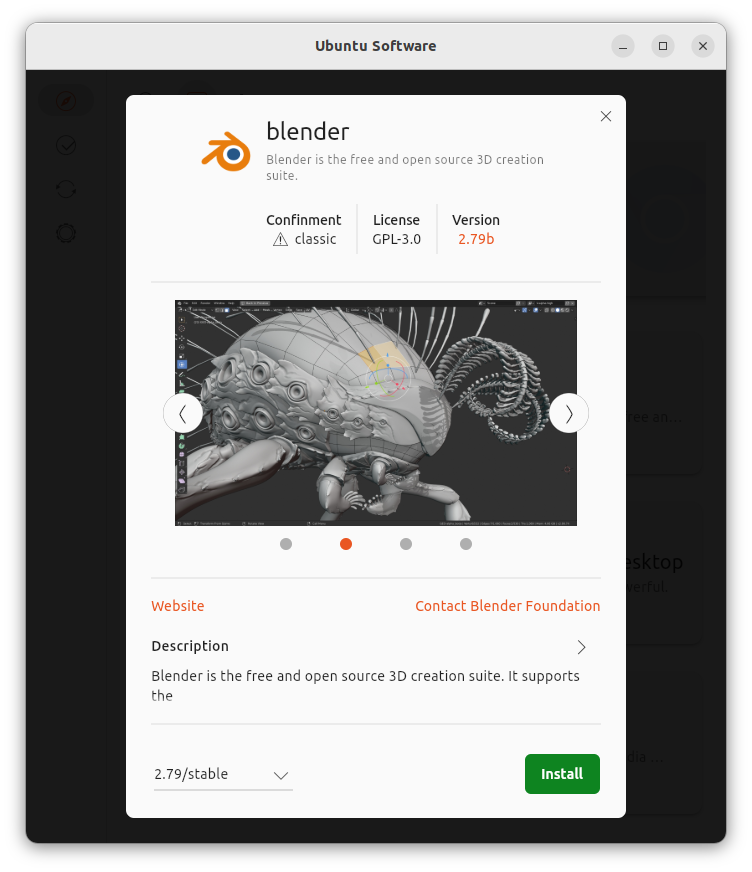 Ubuntu Software
blender
Blender is the free and open source 3D creation
suite.
Confinment
License
Version
classic
GPL-3.0
2.79b
Website
Contact Blender Foundation
Description
Blender is the free and open source 3D creation suite. It supports
the
2.79/stable
Install
ree an...
esktop
verful.
dia ...